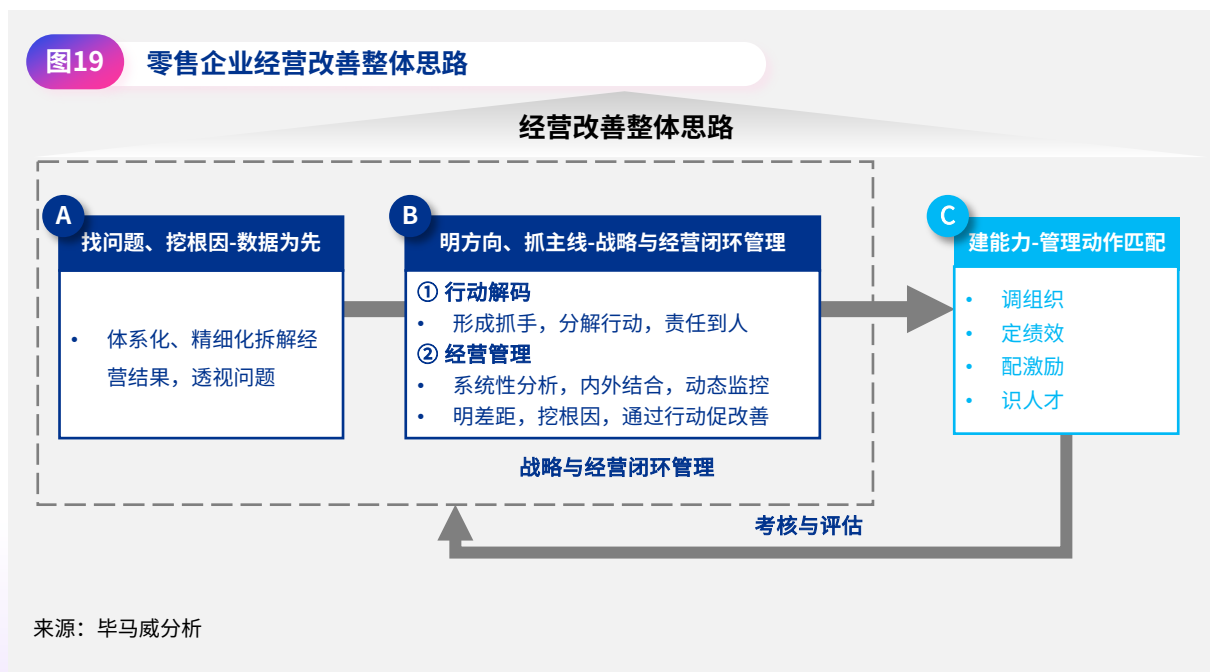 图19 零售企业经营改善整体思路
经营改善整体思路
A
找问题、挖根因-数据为先
• 体系化、精细化拆解经
营结果，透视问题
B
明方向、抓主线-战略与经营闭环管理
① 行动解码
• 形成抓手，分解行动，责任到人
② 经营管理
• 系统性分析，内外结合，动态监控
• 明差距，挖根因，通过行动促改善
战略与经营闭环管理
C
建能力-管理动作匹配
• 调组织
• 定绩效
• 配激励
• 识人才
考核与评估
来源：毕马威分析